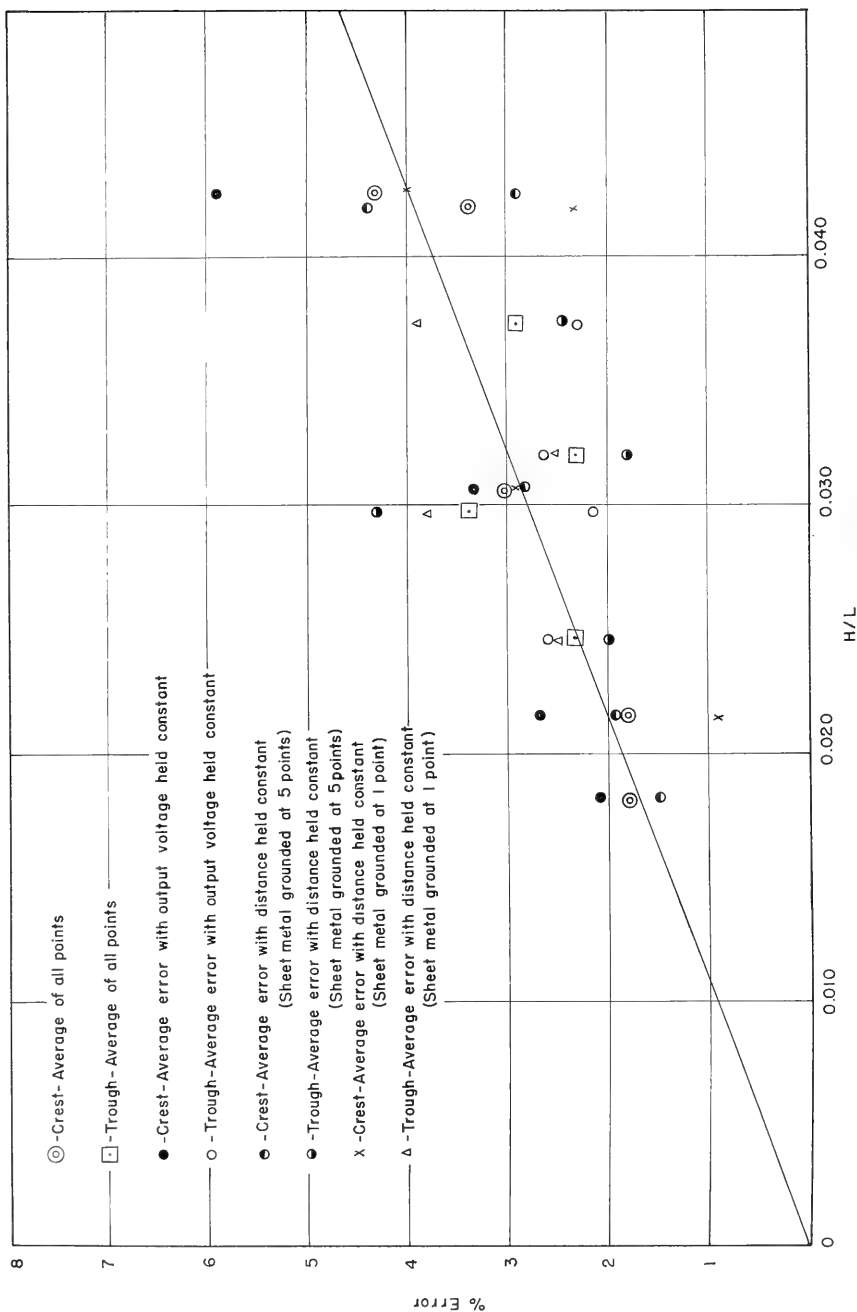 8
7
6
5
4
3
2
1
0
% Error
0.010
0.020
0.030
0.040
H/L
-Crest-Average of all points
-Trough-Average of all points
-Crest-Average error with output voltage held constant
-Trough-Average error with output voltage held constant
-Crest-Average error with distance held constant
(Sheet metal grounded at 5 points)
-Trough-Average error with distance held constant
(Sheet metal grounded at 5 points)
x -Crest-Average error with distance held constant
(Sheet metal grounded at 1 point)
-Trough-Average error with distance held constant
(Sheet metal grounded at 1 point)